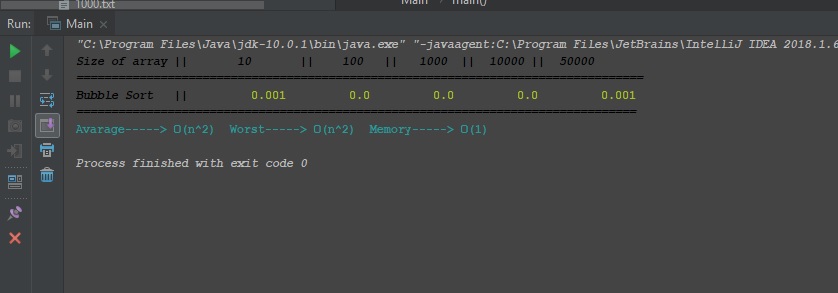 1000.txt
Main main()
Run: Main ×
"C:\Program Files\Java\jdk-10.0.1\bin\java.exe" "-javaagent:C:\Program Files\JetBrains\IntelliJ IDEA 2018.1.6
Size of array || 10 || 100 || 1000 || 10000 || 50000
Bubble Sort || 0.001 0.0 0.0 0.0 0.001
Avarage-----> O(n^2) Worst-----> O(n^2) Memory-----> O(1)
Process finished with exit code 0